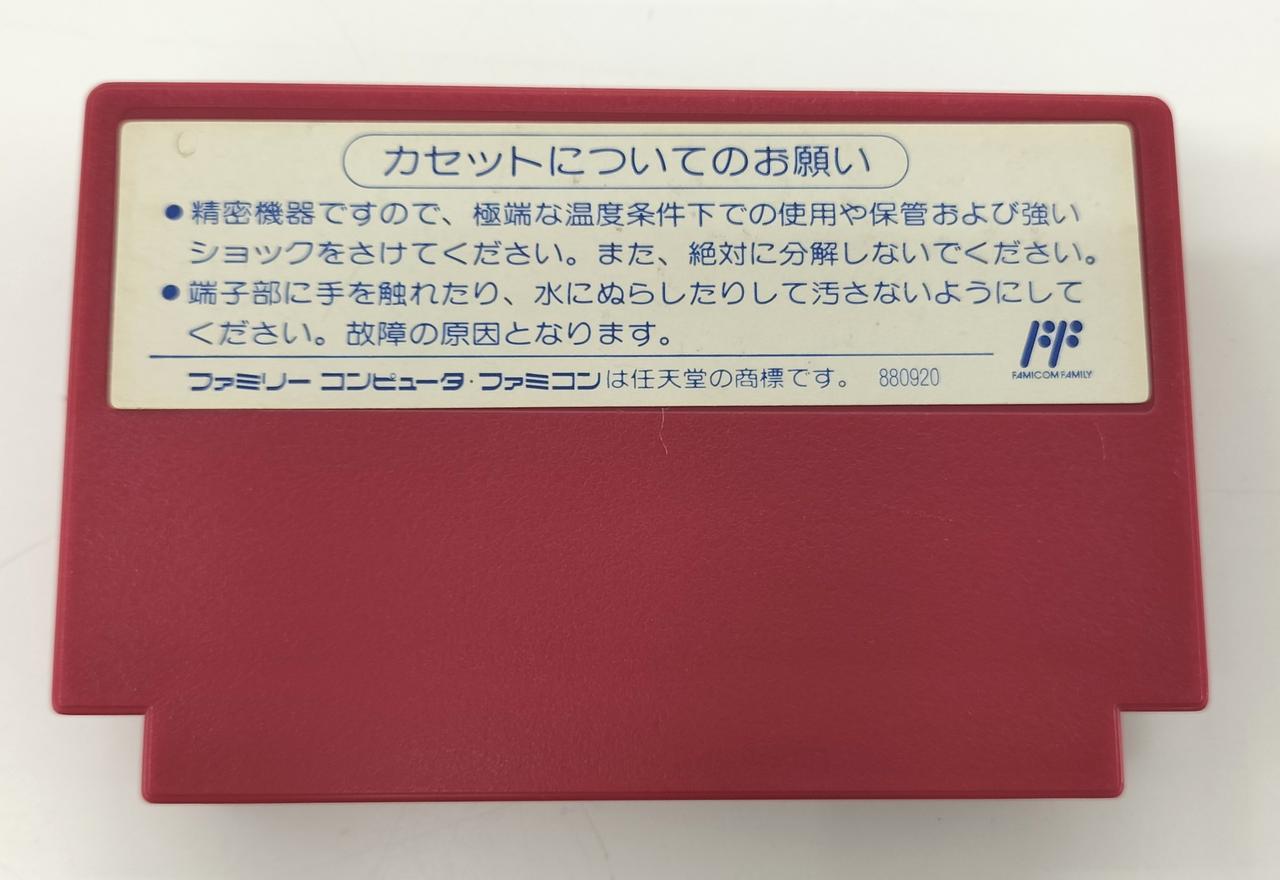 カセットについてのお願い
●精密機器ですので、極端な温度条件下での使用や保管および強い
ショックをさけてください。また、絶対に分解しないでください。
●端子部に手を触れたり、水にぬらしたりして汚さないようにして
ください。故障の原因となります。
ファミリー コンピュータ・ファミコンは任天堂の商標です。 880920
FAMICOM FAMILY